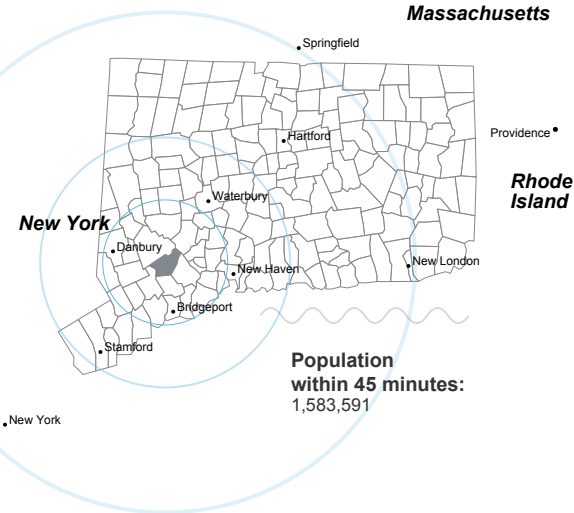 Massachusetts
Springfield
Hartford
Providence
Rhode
Island
Waterbury
New York
Danbury
New Haven
New London
Bridgeport
Stamford
Population
within 45 minutes:
1,583,591
New York